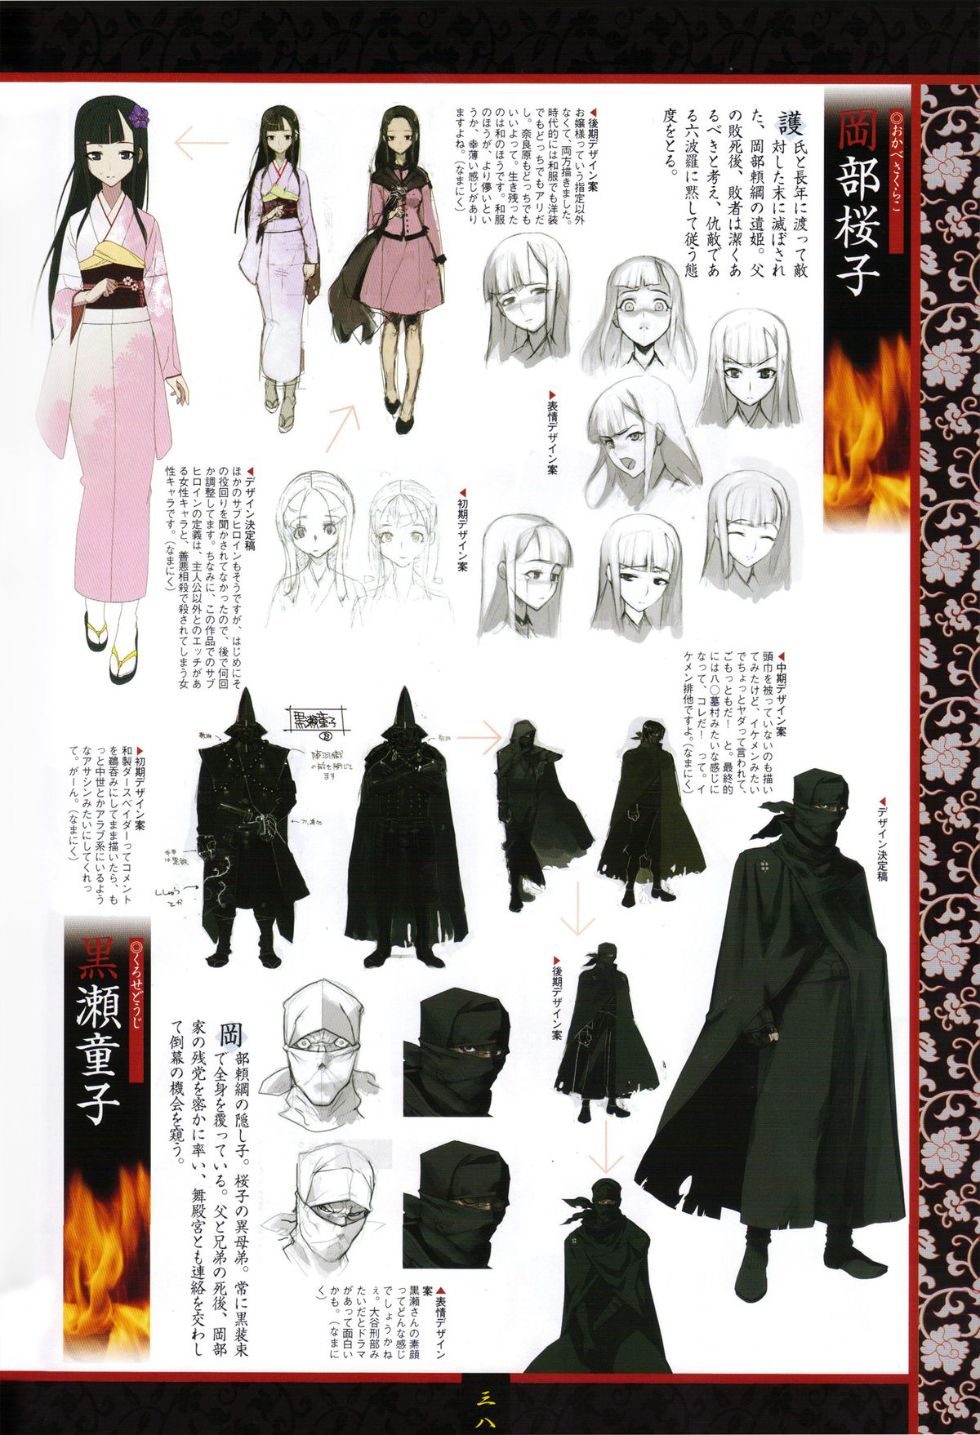 ◎おかべさくらこ
岡部桜子
護氏と長年に渡って敵
対した末に滅ぼされ
た、岡部頼綱の遺姫。父
の敗死後、敗者は潔くあ
るべきと考え、仇敵であ
る六波羅に黙して従う態
度をとる。
◀後期デザイン案
お嬢様っていう指定以外
なくて、両方描きました。
時代的には和服でも洋装
でもどっちでもアリだ
し。奈良原もどっちでも
いいよって。生き残った
のは和のほうです。和服
のほうが、より儚いとい
うか、幸薄い感じがあり
ますよね。(なまにく)
▶表情デザイン案
◀初期デザイン案
◀デザイン決定稿
ほかのサブヒロインもそうですが、はじめにそ
の役回りを聞かされてなかったので、後で何回
か調整してます。ちなみに、この作品でのサブ
ヒロインの定義は、主人公以外とのエッチがあ
る女性キャラと、善悪相殺で殺されてしまう女
性キャラです。(なまにく)
◀中期デザイン案
頭巾を被っていないのも描い
てみたけど、イケメンみたい
でちょっとヤダって言われて、
ごもっともだ!と。最終的
には八〇墓村みたいな感じに
なって、コレだ!って。イ
ケメン排他ですよ。(なまにく)
◀デザイン決定稿
黒瀬童子
▶初期デザイン案
和製ダースベイダーってコメント
を鵜呑みにしてまま描いたら、も
っと中世とかアラブ系にいるよう
なアサシンみたいにしてくれっ
て。がーん。(なまにく)
ししゅう
とか
▶後期デザイン案
◎くろせどうじ
黒瀬童子
岡部頼綱の隠し子。桜子の異母弟。常に黒装束
で全身を覆っている。父と兄弟の死後、岡部
家の残党を密かに率い、舞殿宮とも連絡を交わし
て倒幕の機会を窺う。
▲表情デザイン
案
黒瀬さんの素顔
ってどんな感じ
でしょうかね
ぇ。大谷刑部み
たいだとドラマ
があって面白い
かも。(なまに
く)
三八